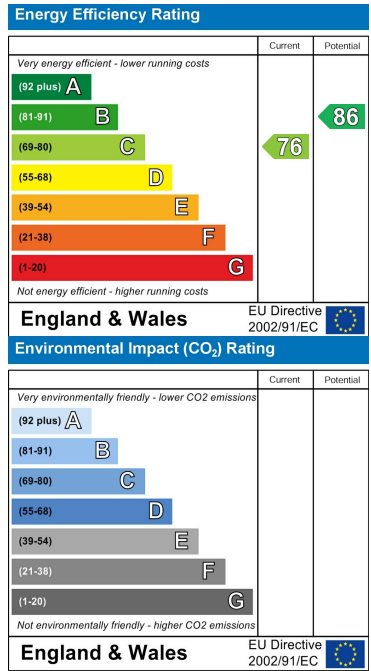 Energy Efficiency Rating
Current Potential
Very energy efficient - lower running costs
(92 plus) A
(81-91) B
86
(69-80) C
76
(55-68) D
(39-54) E
(21-38) F
(1-20) G
Not energy efficient - higher running costs
England & Wales
EU Directive
2002/91/EC
Environmental Impact (CO₂) Rating
Current Potential
Very environmentally friendly - lower CO2 emissions
(92 plus) A
(81-91) B
(69-80) C
(55-68) D
(39-54) E
(21-38) F
(1-20) G
Not environmentally friendly - higher CO2 emissions
England & Wales
EU Directive
2002/91/EC